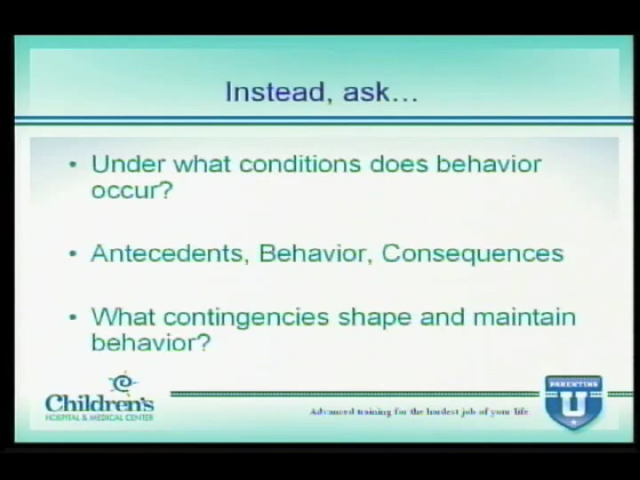 Instead, ask...
• Under what conditions does behavior
occur?
• Antecedents, Behavior, Consequences
• What contingencies shape and maintain
behavior?
Children's
HOSPITAL & MEDICAL CENTER
Advanced training for the hardest job of your life
PARENTING
U